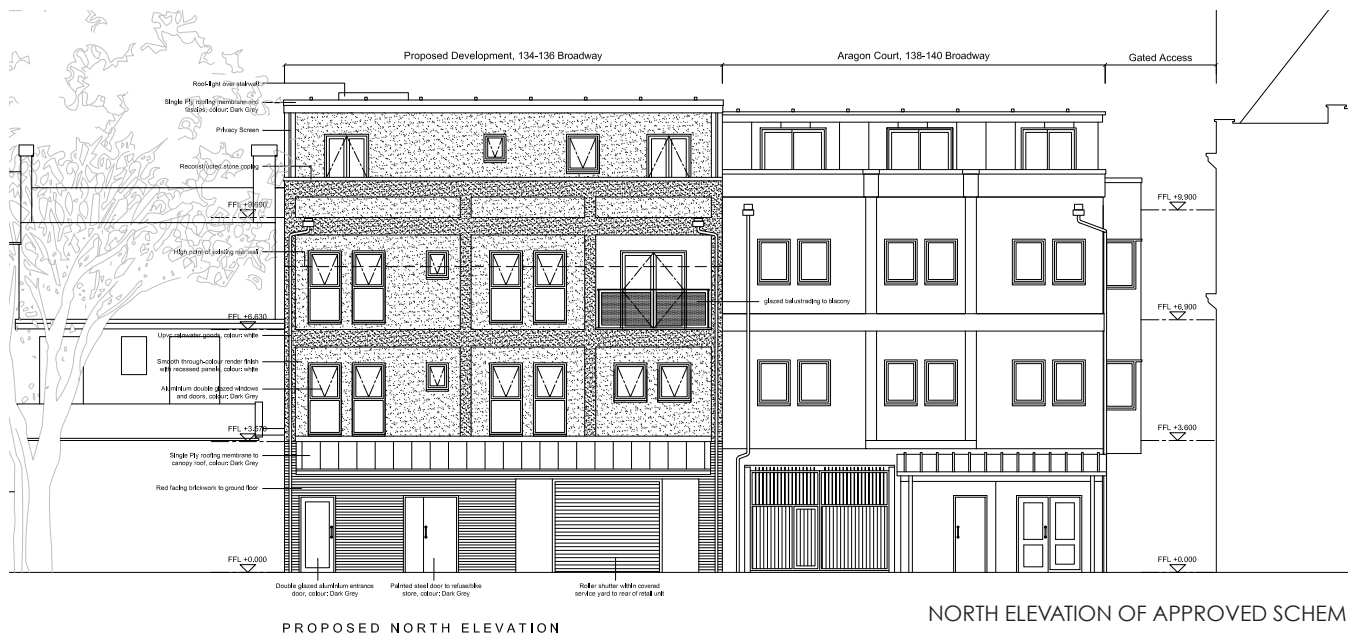 Proposed Development, 134-136 Broadway
Aragon Court, 138-140 Broadway
Gated Access
Roof-light over stairwell
Single Ply roofing membrane and
fascias, colour: Dark Grey
Privacy Screen
Reconstructed stone coping
FFL +9.690
FFL +9.900
High point of existing rear wall
glazed balustrading to blacony
FFL +6.630
FFL +6.900
Upvc rainwater goods, colour: white
Smooth through-colour render finish
with recessed panels, colour: white
Aluminium double glazed windows
and doors, colour: Dark Grey
FFL +3.570
FFL +3.600
Single Ply roofing membrane to
canopy roof, colour: Dark Grey
Red facing brickwork to ground floor
FFL +0.000
FFL +0.000
Double glazed aluminium entrance
door, colour: Dark Grey
Painted steel door to refuse/bike
store, colour: Dark Grey
Roller shutter within covered
service yard to rear of retail unit
PROPOSED NORTH ELEVATION
NORTH ELEVATION OF APPROVED SCHEM